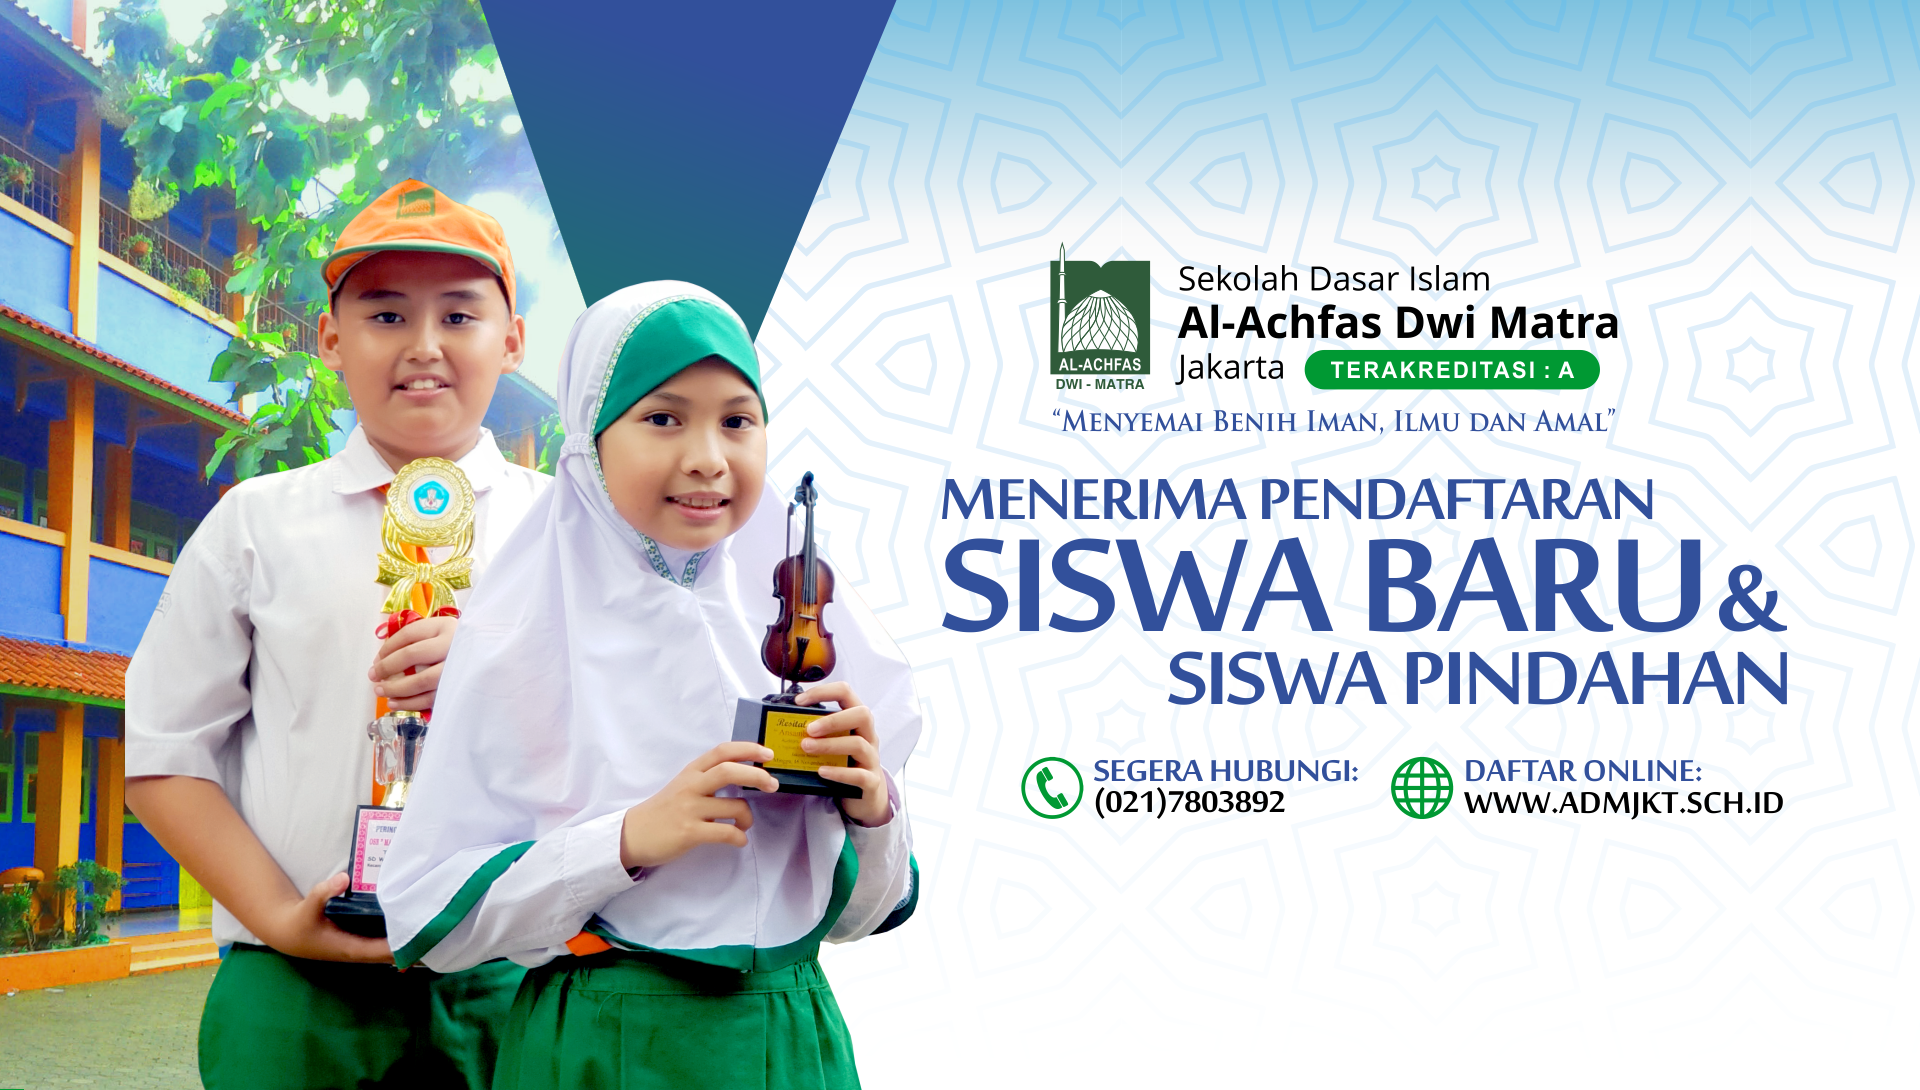 AL-ACHFAS
DWI - MATRA
Sekolah Dasar Islam
Al-Achfas Dwi Matra
Jakarta
TERAKREDITASI : A
“MENYEMAI BENIH IMAN, ILMU DAN AMAL”
MENERIMA PENDAFTARAN
SISWA BARU &
SISWA PINDAHAN
SEGERA HUBUNGI:
(021)7803892
DAFTAR ONLINE:
WWW.ADMJKT.SCH.ID
Resital